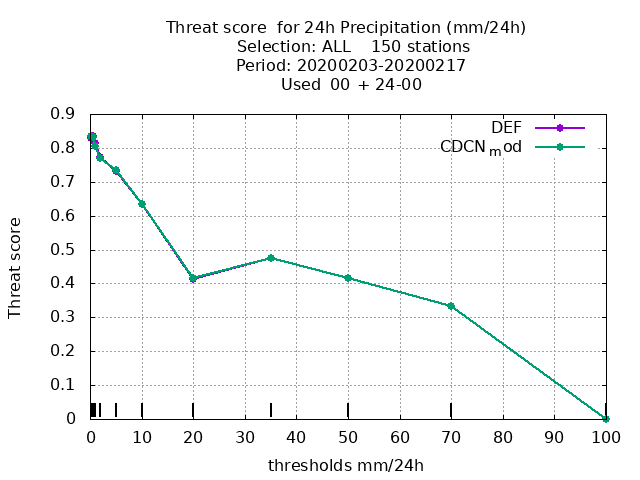 Threat score  for 24h Precipitation (mm/24h)
Selection: ALL    150 stations
Period: 20200203-20200217
Used  00 + 24-00
DEF
CDCN mod
0.9
0.8
0.7
0.6
0.5
0.4
0.3
0.2
0.1
0
Threat score
0 10 20 30 40 50 60 70 80 90 100
thresholds mm/24h